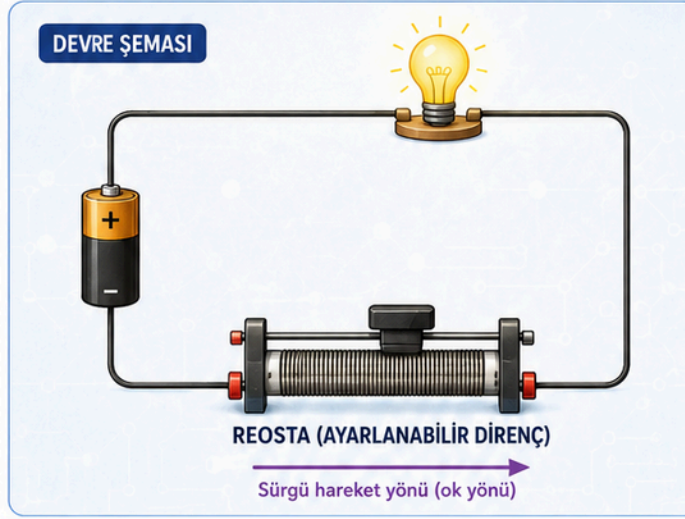 DEVRE ŞEMASI
+
−
REOSTA (AYARLANABİLİR DİRENÇ)
Sürgü hareket yönü (ok yönü)